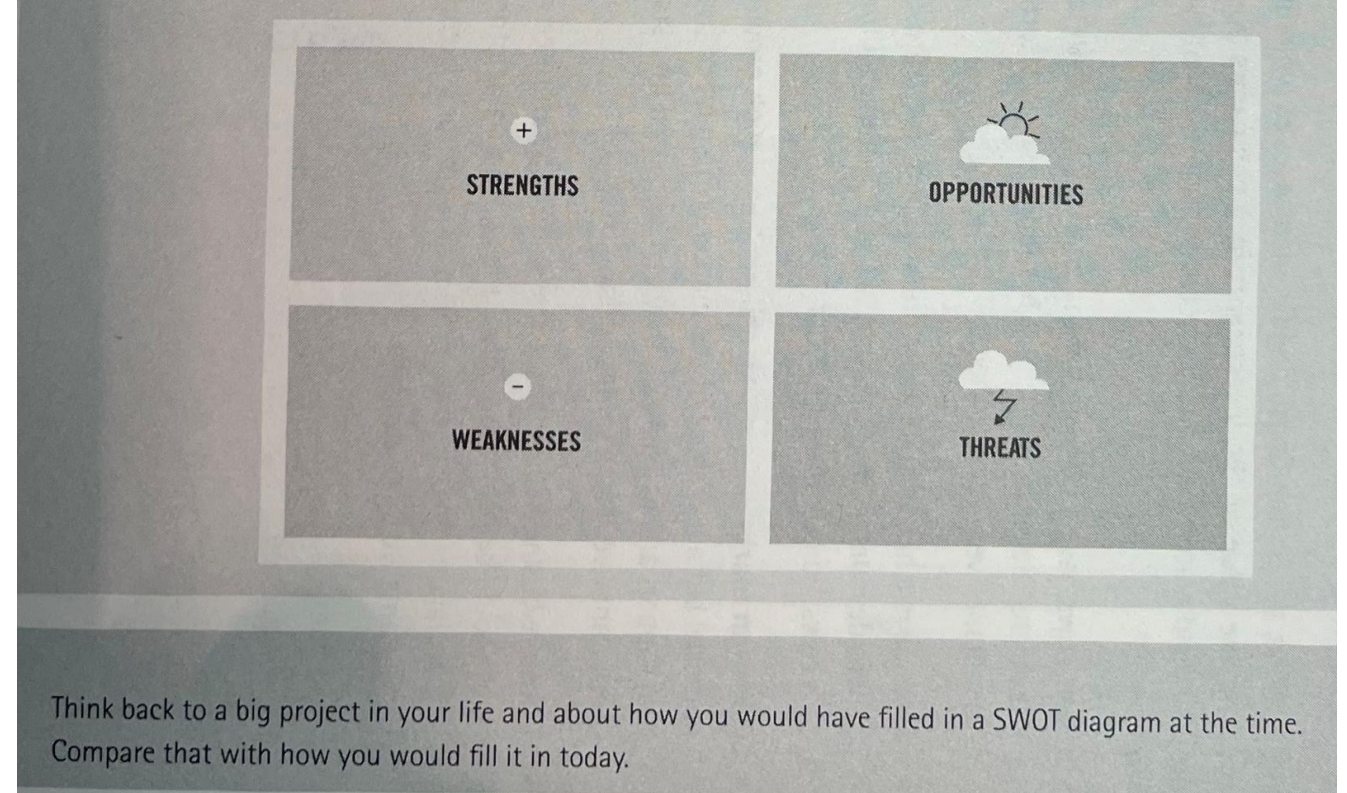 +
STRENGTHS
OPPORTUNITIES
-
WEAKNESSES
THREATS
Think back to a big project in your life and about how you would have filled in a SWOT diagram at the time.
Compare that with how you would fill it in today.